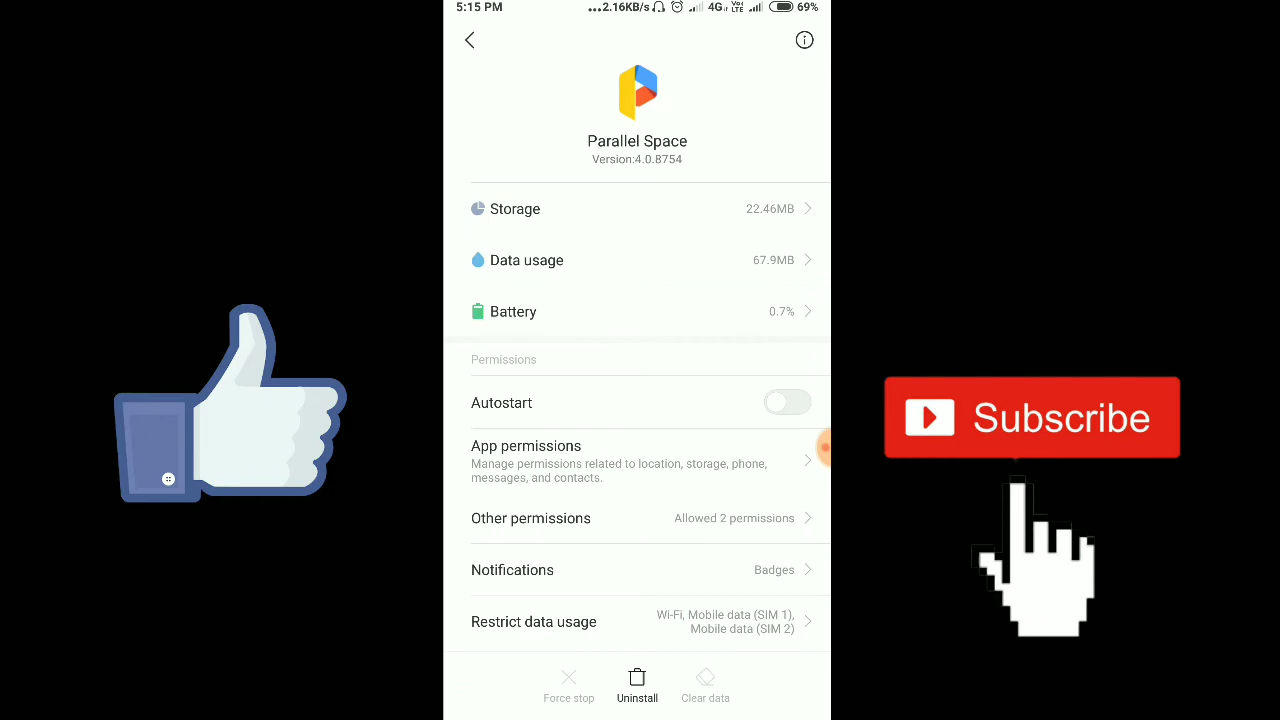 5:15 PM
...2.16KB/s 4G VoLTE 69%
Parallel Space
Version:4.0.8754
Storage 22.46MB
Data usage 67.9MB
Battery 0.7%
Permissions
Autostart
App permissions
Manage permissions related to location, storage, phone,
messages, and contacts.
Other permissions Allowed 2 permissions
Notifications Badges
Restrict data usage Wi-Fi, Mobile data (SIM 1),
Mobile data (SIM 2)
Force stop Uninstall Clear data
Subscribe